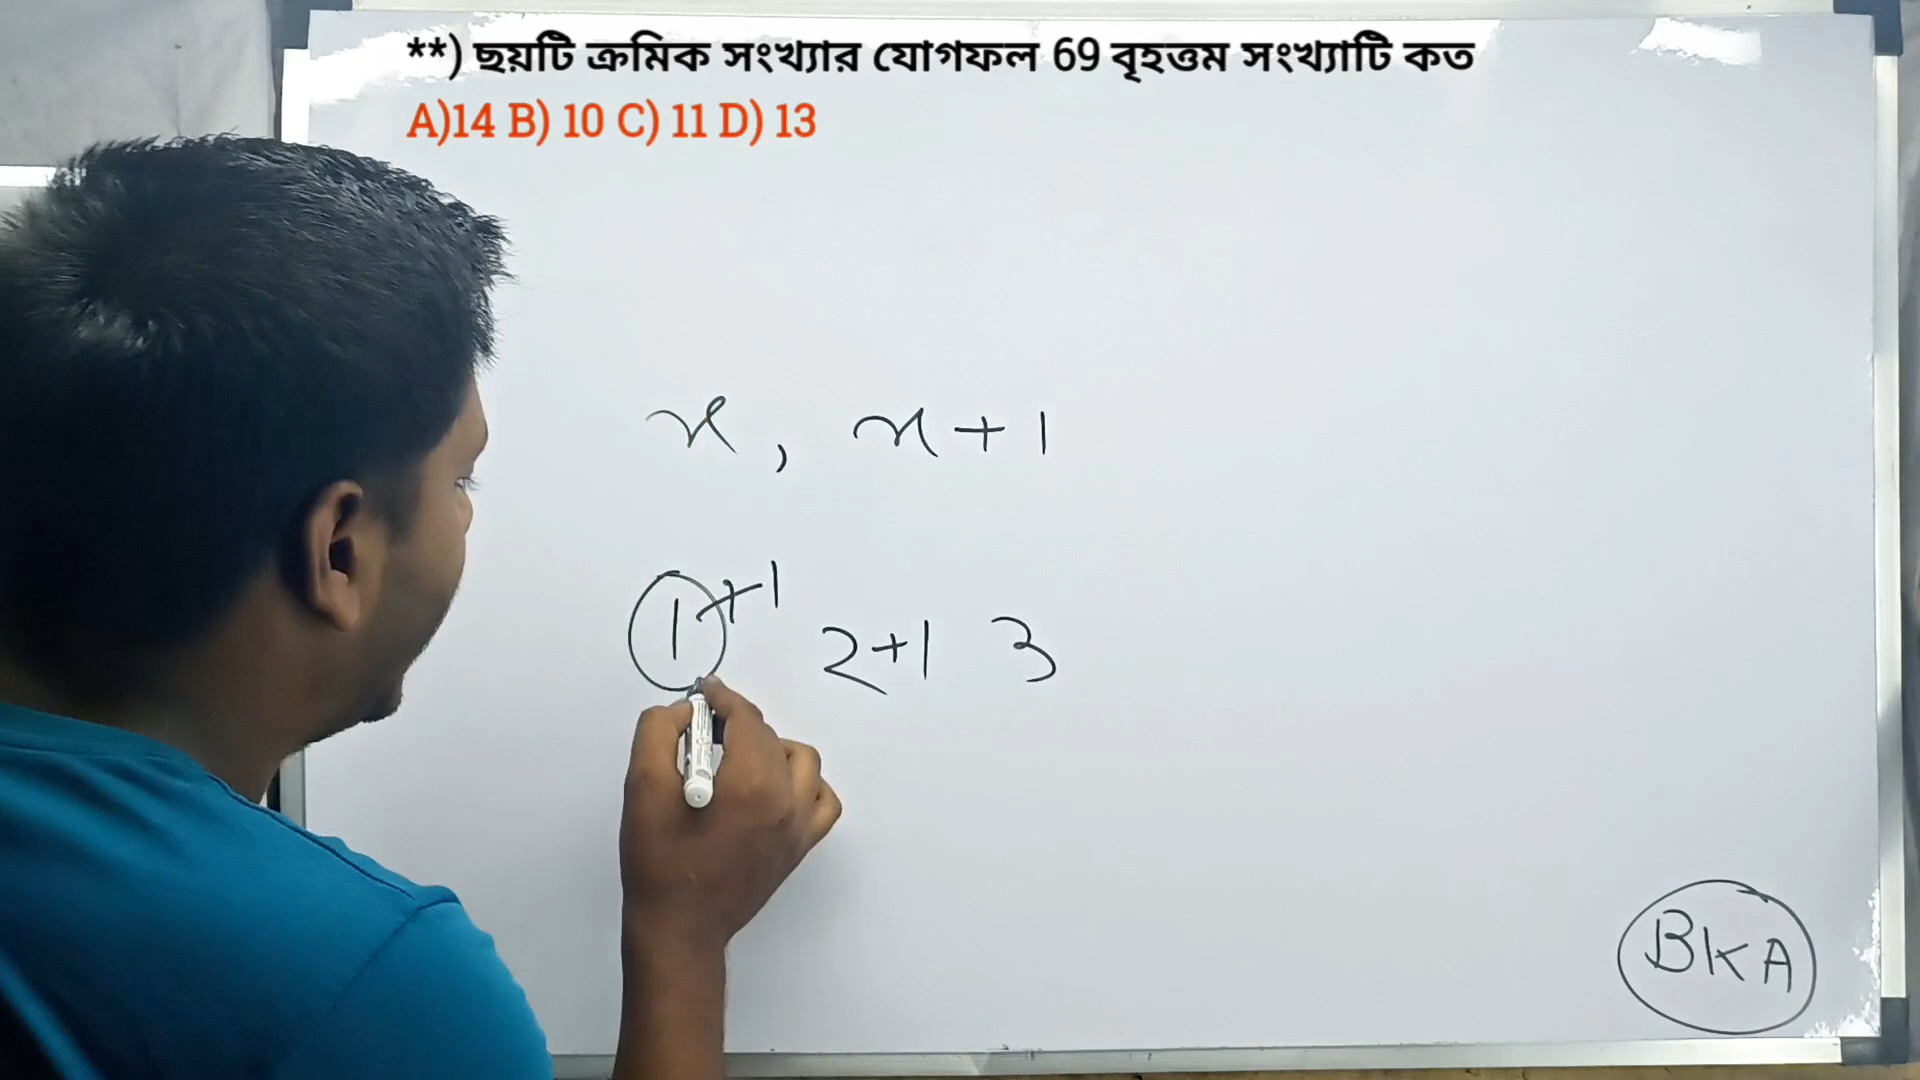 **) ছয়টি ক্রমিক সংখ্যার যোগফল 69 বৃহত্তম সংখ্যাটি কত
A)14 B) 10 C) 11 D) 13
x, x+1
1+1 2+1 3
BKA